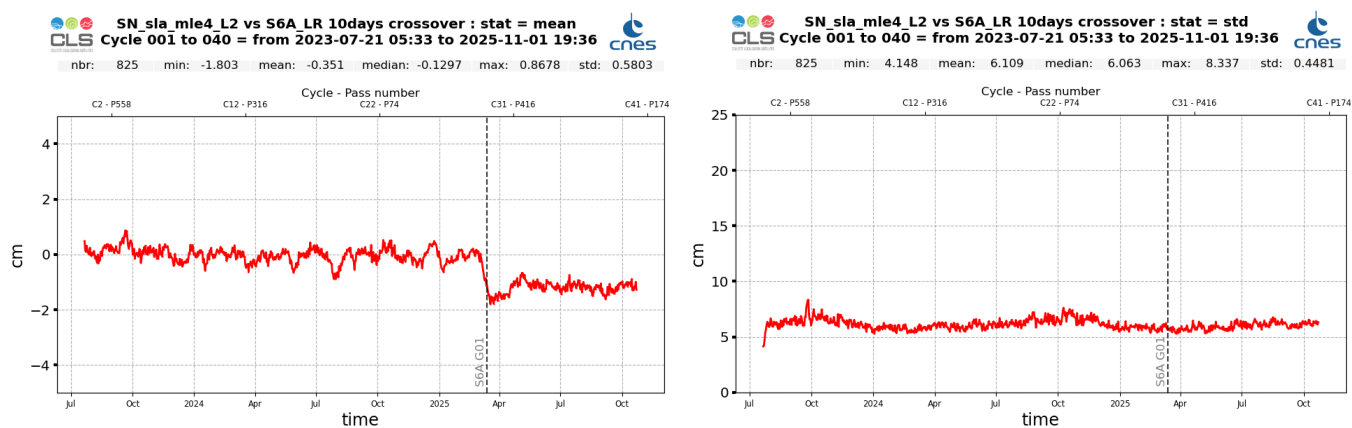 SN_sla_mle4_L2 vs S6A_LR 10days crossover : stat = mean
Cycle 001 to 040 = from 2023-07-21 05:33 to 2025-11-01 19:36
CLS
cnes
nbr: 825 min: -1.803 mean: -0.351 median: -0.1297 max: 0.8678 std: 0.5803
Cycle - Pass number
C2 - P558 C12 - P316 C22 - P74 C31 - P416 C41 - P174
4
2
0
−2
−4
cm
S6A G01
Jul Oct 2024 Apr Jul Oct 2025 Apr Jul Oct
time
SN_sla_mle4_L2 vs S6A_LR 10days crossover : stat = std
Cycle 001 to 040 = from 2023-07-21 05:33 to 2025-11-01 19:36
CLS
cnes
nbr: 825 min: 4.148 mean: 6.109 median: 6.063 max: 8.337 std: 0.4481
Cycle - Pass number
C2 - P558 C12 - P316 C22 - P74 C31 - P416 C41 - P174
25
20
15
10
5
0
cm
S6A G01
Jul Oct 2024 Apr Jul Oct 2025 Apr Jul Oct
time